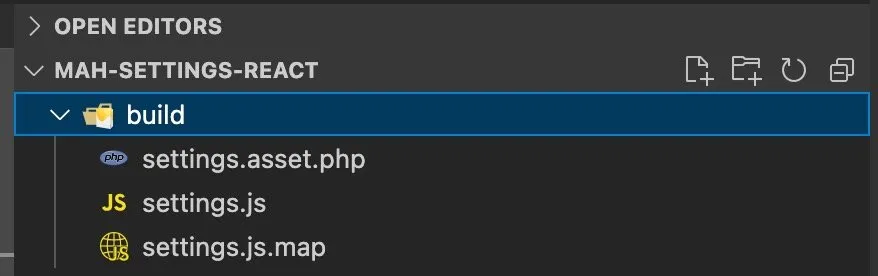 OPEN EDITORS
MAH-SETTINGS-REACT
build
php settings.asset.php
JS settings.js
JS settings.js.map